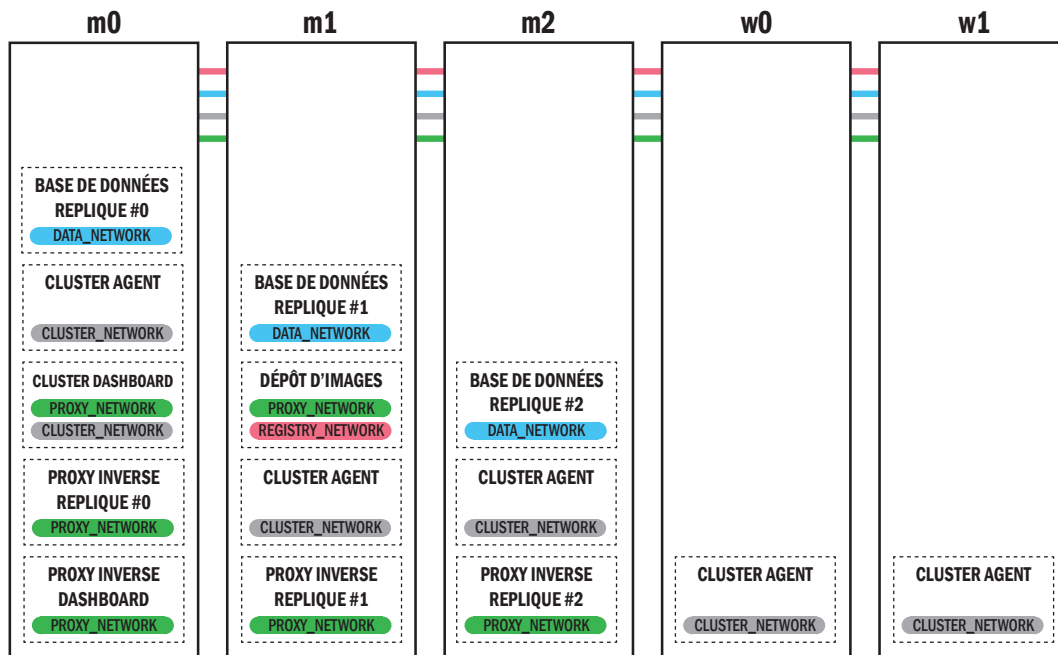 m0
m1
m2
w0
w1
BASE DE DONNÉES
REPLIQUE #0
DATA_NETWORK
CLUSTER AGENT
CLUSTER_NETWORK
CLUSTER DASHBOARD
PROXY_NETWORK
CLUSTER_NETWORK
PROXY INVERSE
REPLIQUE #0
PROXY_NETWORK
PROXY INVERSE
DASHBOARD
PROXY_NETWORK
BASE DE DONNÉES
REPLIQUE #1
DATA_NETWORK
DÉPÔT D'IMAGES
PROXY_NETWORK
REGISTRY_NETWORK
CLUSTER AGENT
CLUSTER_NETWORK
PROXY INVERSE
REPLIQUE #1
PROXY_NETWORK
BASE DE DONNÉES
REPLIQUE #2
DATA_NETWORK
CLUSTER AGENT
CLUSTER_NETWORK
PROXY INVERSE
REPLIQUE #2
PROXY_NETWORK
CLUSTER AGENT
CLUSTER_NETWORK
CLUSTER AGENT
CLUSTER_NETWORK